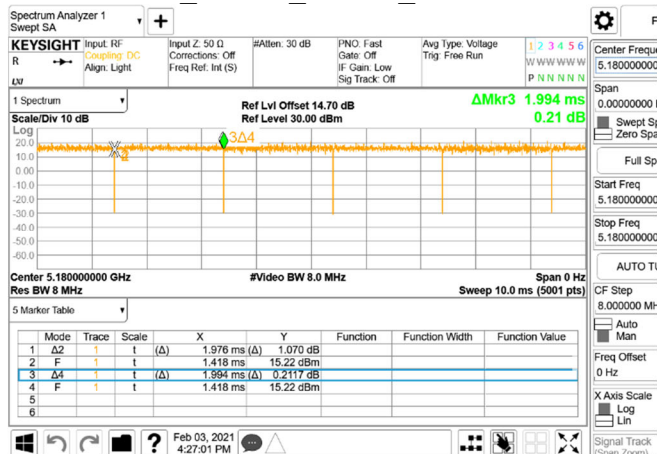 Spectrum Analyzer 1
Swept SA
KEYSIGHT
R
Input: RF
Coupling: DC
Align: Light
Input Z: 50 Ω
Corrections: Off
Freq Ref: Int (S)
#Atten: 30 dB
PNO: Fast
Gate: Off
IF Gain: Low
Sig Track: Off
Avg Type: Voltage
Trig: Free Run
1 2 3 4 5 6
W W W W W W
P N N N N N
1 Spectrum
Scale/Div 10 dB
Ref Lvl Offset 14.70 dB
Ref Level 30.00 dBm
ΔMkr3 1.994 ms
0.21 dB
Log
20.0
10.0
0.00
-10.0
-20.0
-30.0
-40.0
-50.0
-60.0
3Δ4
Center 5.180000000 GHz
Res BW 8 MHz
#Video BW 8.0 MHz
Span 0 Hz
Sweep 10.0 ms (5001 pts)
5 Marker Table
Mode Trace Scale X Y Function Function Width Function Value
1 Δ2 1 t (Δ) 1.976 ms (Δ) 1.070 dB
2 F 1 t 1.418 ms 15.22 dBm
3 Δ4 1 t (Δ) 1.994 ms (Δ) 0.2117 dB
4 F 1 t 1.418 ms 15.22 dBm
5
6
?
Feb 03, 2021
4:27:01 PM
F
Center Freque
5.180000000
Span
0.00000000 
Swept Sp
Zero Spa
Full Sp
Start Freq
5.18000000
Stop Freq
5.18000000
AUTO TU
CF Step
8.000000 MH
Auto
Man
Freq Offset
0 Hz
X Axis Scale
Log
Lin
Signal Track
(Span Zoom)